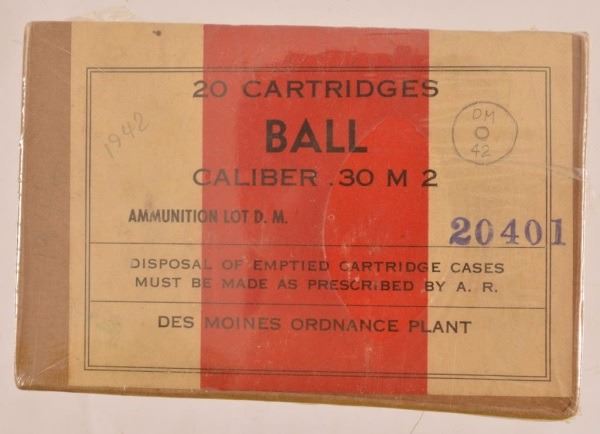 20 CARTRIDGES
BALL
CALIBER .30 M 2
1942
DM
O
42
AMMUNITION LOT D. M.
20401
DISPOSAL OF EMPTIED CARTRIDGE CASES
MUST BE MADE AS PRESCRIBED BY A. R.
DES MOINES ORDNANCE PLANT